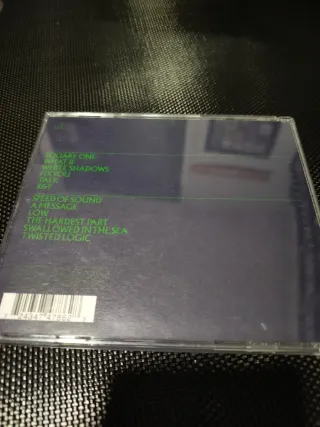 SQUARE ONE
WHAT IF
WHITE SHADOWS
FIX YOU
TALK
X&Y
SPEED OF SOUND
A MESSAGE
LOW
THE HARDEST PART
SWALLOWED IN THE SEA
TWISTED LOGIC